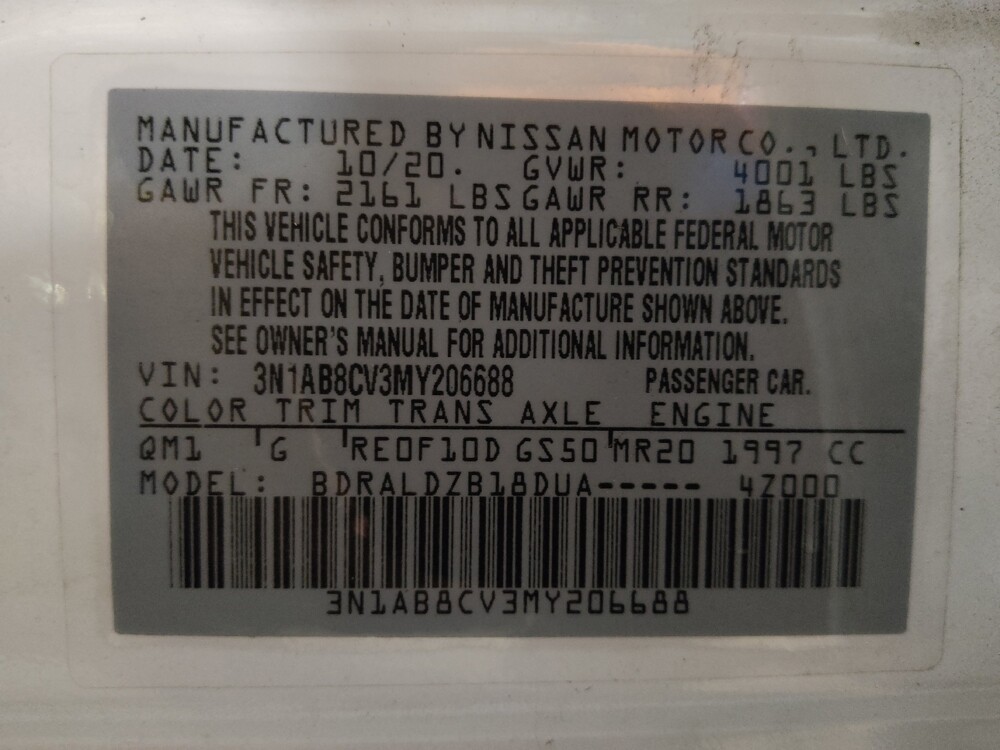 MANUFACTURED BY NISSAN MOTOR CO., LTD.
DATE: 10/20. GVWR: 4001 LBS
GAWR FR: 2161 LBS GAWR RR: 1863 LBS
THIS VEHICLE CONFORMS TO ALL APPLICABLE FEDERAL MOTOR
VEHICLE SAFETY, BUMPER AND THEFT PREVENTION STANDARDS
IN EFFECT ON THE DATE OF MANUFACTURE SHOWN ABOVE.
SEE OWNER'S MANUAL FOR ADDITIONAL INFORMATION.
VIN: 3N1AB8CV3MY206688 PASSENGER CAR.
COLOR TRIM TRANS AXLE ENGINE
QM1 G RE0F10D GS50 MR20 1997 CC
MODEL: BDRALDZB18DUA----- 4Z000
3N1AB8CV3MY206688